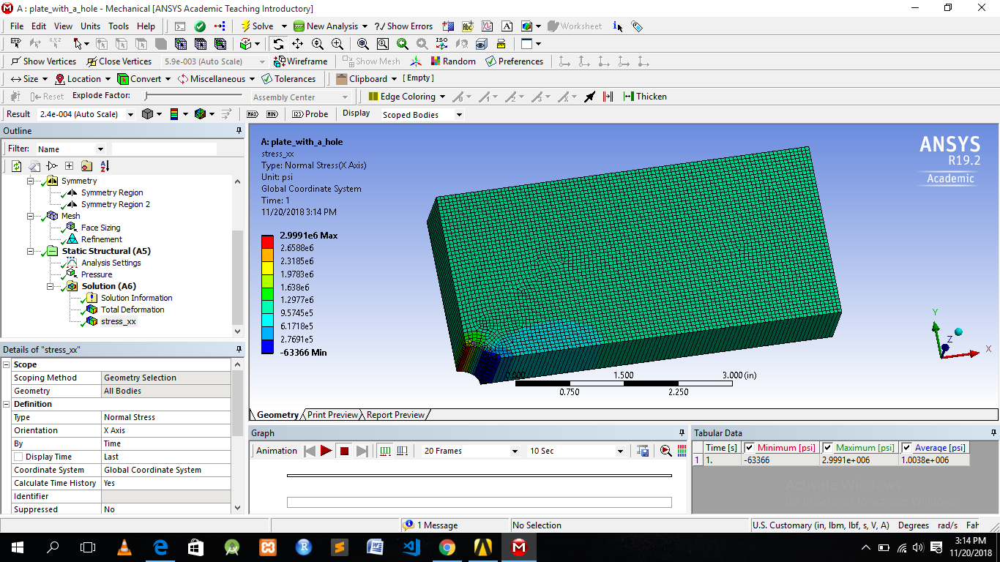 A : plate_with_a_hole - Mechanical [ANSYS Academic Teaching Introductory]
File Edit View Units Tools Help Solve New Analysis ?/ Show Errors A Worksheet
Show Vertices Close Vertices 5.9e-003 (Auto Scale) Wireframe Show Mesh Random Preferences
Size Location Convert Miscellaneous Tolerances Clipboard [ Empty ]
Reset Explode Factor: Assembly Center Edge Coloring Thicken
Result 2.4e-004 (Auto Scale) MAX MIN 123 Probe Display Scoped Bodies
Outline
Filter: Name
Symmetry
Symmetry Region
Symmetry Region 2
Mesh
Face Sizing
Refinement
Static Structural (A5)
Analysis Settings
Pressure
Solution (A6)
Solution Information
Total Deformation
stress_xx
Details of "stress_xx"
Scope
Scoping Method Geometry Selection
Geometry All Bodies
Definition
Type Normal Stress
Orientation X Axis
By Time
Display Time Last
Coordinate System Global Coordinate System
Calculate Time History Yes
Identifier
Suppressed No
A: plate_with_a_hole
stress_xx
Type: Normal Stress(X Axis)
Unit: psi
Global Coordinate System
Time: 1
11/20/2018 3:14 PM
2.9991e6 Max
2.6588e6
2.3185e6
1.9783e6
1.638e6
1.2977e6
9.5745e5
6.1718e5
2.7691e5
-63366 Min
ANSYS
R19.2
Academic
Y
Z
X
0.000 1.500 3.000 (in)
0.750 2.250
Geometry Print Preview Report Preview
Graph
Animation 20 Frames 10 Sec
Tabular Data
Time [s] Minimum [psi] Maximum [psi] Average [psi]
1 1. -63366 2.9991e+006 1.0038e+006
Activate Windows
Go to Settings to activate Windows.
1 Message No Selection U.S. Customary (in, lbm, lbf, s, V, A) Degrees rad/s Fah
3:14 PM
11/20/2018